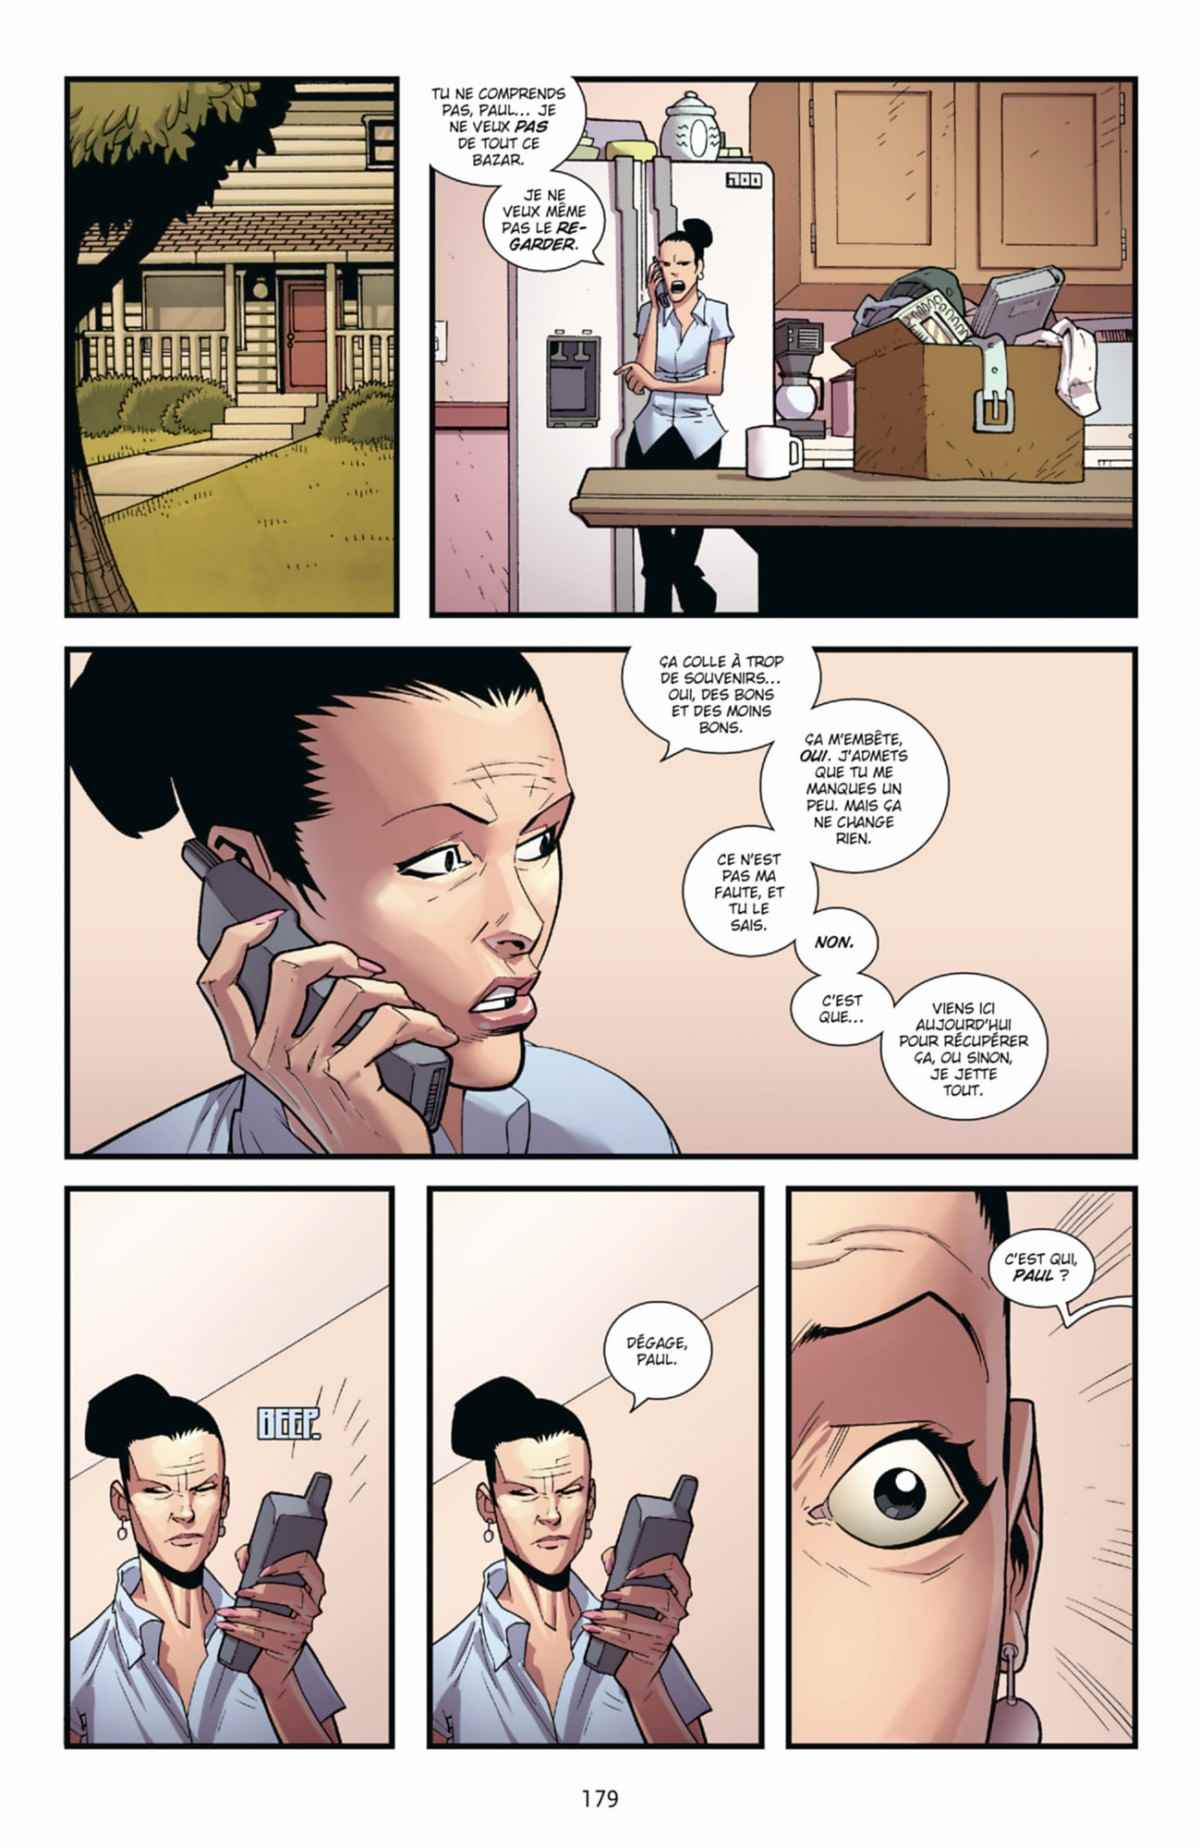 TU NE COMPRENDS
PAS, PAUL... JE
NE VEUX PAS
DE TOUT CE
BAZAR.
JE NE
VEUX MÊME
PAS LE RE-
GARDER.
ÇA COLLE À TROP
DE SOUVENIRS...
OUI, DES BONS
ET DES MOINS
BONS.
ÇA M'EMBÊTE,
OUI. J'ADMETS
QUE TU ME
MANQUES UN
PEU. MAIS ÇA
NE CHANGE
RIEN.
CE N'EST
PAS MA
FAUTE, ET
TU LE
SAIS.
NON.
C'EST
QUE...
VIENS ICI
AUJOURD'HUI
POUR RÉCUPÉRER
ÇA, OU SINON,
JE JETTE
TOUT.
BEEP.
DÉGAGE,
PAUL.
C'EST QUI,
PAUL ?
179